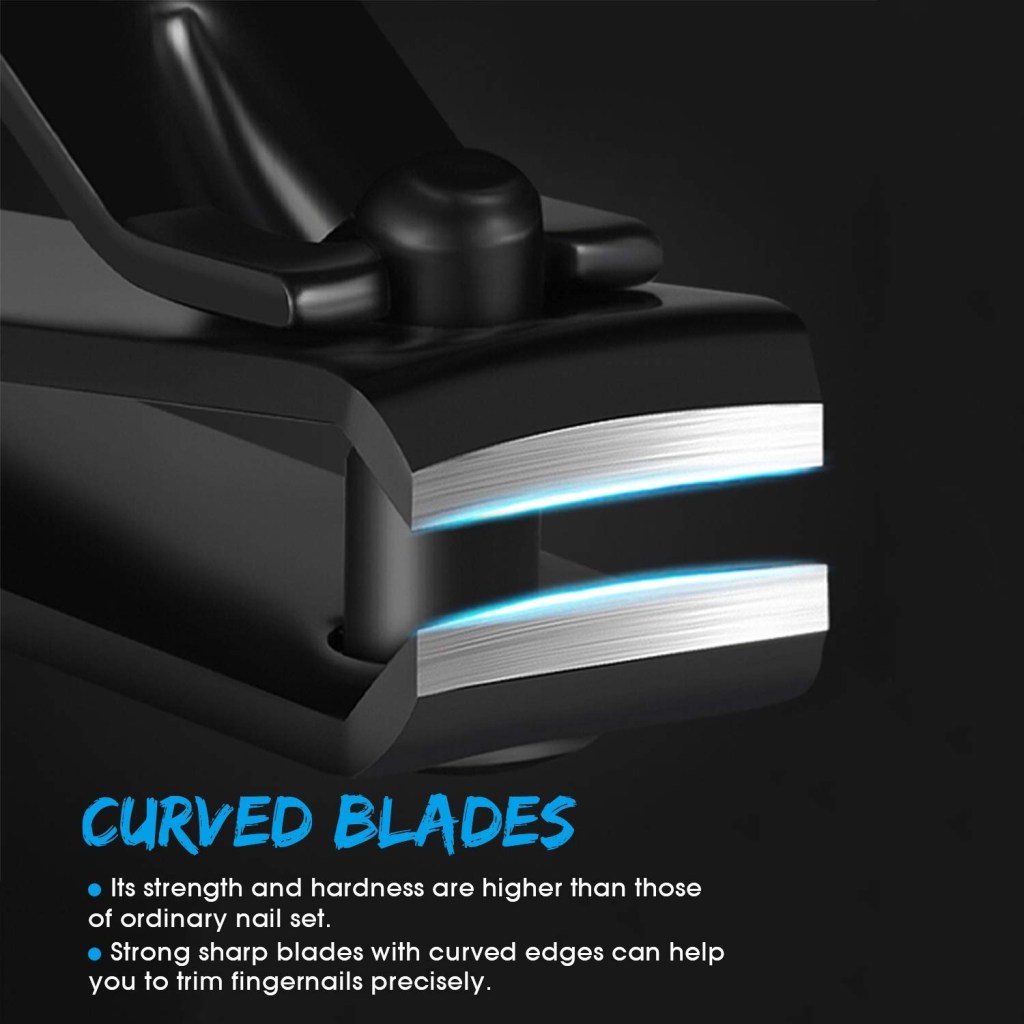 CURVED BLADES
• Its strength and hardness are higher than those
of ordinary nail set.
• Strong sharp blades with curved edges can help
you to trim fingernails precisely.